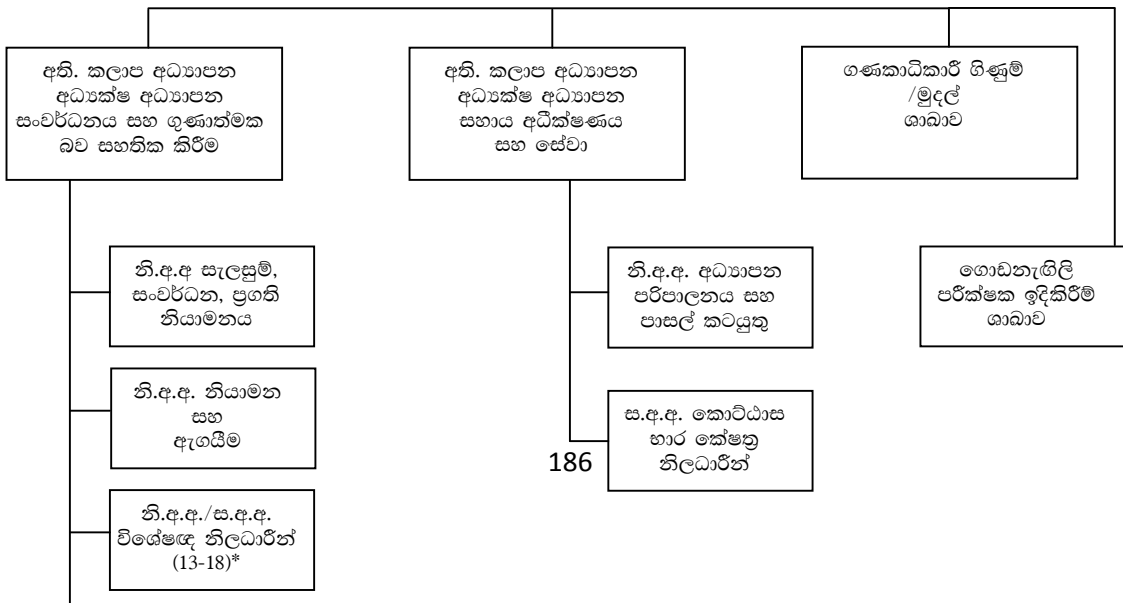 අති. කලාප අධ්‍යාපන
අධ්‍යක්ෂ අධ්‍යාපන
සංවර්ධනය සහ ගුණාත්මක
බව සහතික කිරීම
අති. කලාප අධ්‍යාපන
අධ්‍යක්ෂ අධ්‍යාපන
සහාය අධීක්ෂණය
සහ සේවා
ගණකාධිකාරී ගිණුම්
/මුදල්
ශාඛාව
නි.අ.අ සැලසුම්,
සංවර්ධන, ප්‍රගති
නියාමනය
නි.අ.අ. අධ්‍යාපන
පරිපාලනය සහ
පාසල් කටයුතු
ගොඩනැඟිලි
පරීක්ෂක ඉදිකිරීම්
ශාඛාව
නි.අ.අ. නියාමන
සහ
ඇගයීම
ස.අ.අ. කොට්ඨාස
භාර කේෂත්‍ර
නිලධාරීන්
186
නි.අ.අ./ස.අ.අ.
විශේෂඥ නිලධාරීන්
(13-18)*